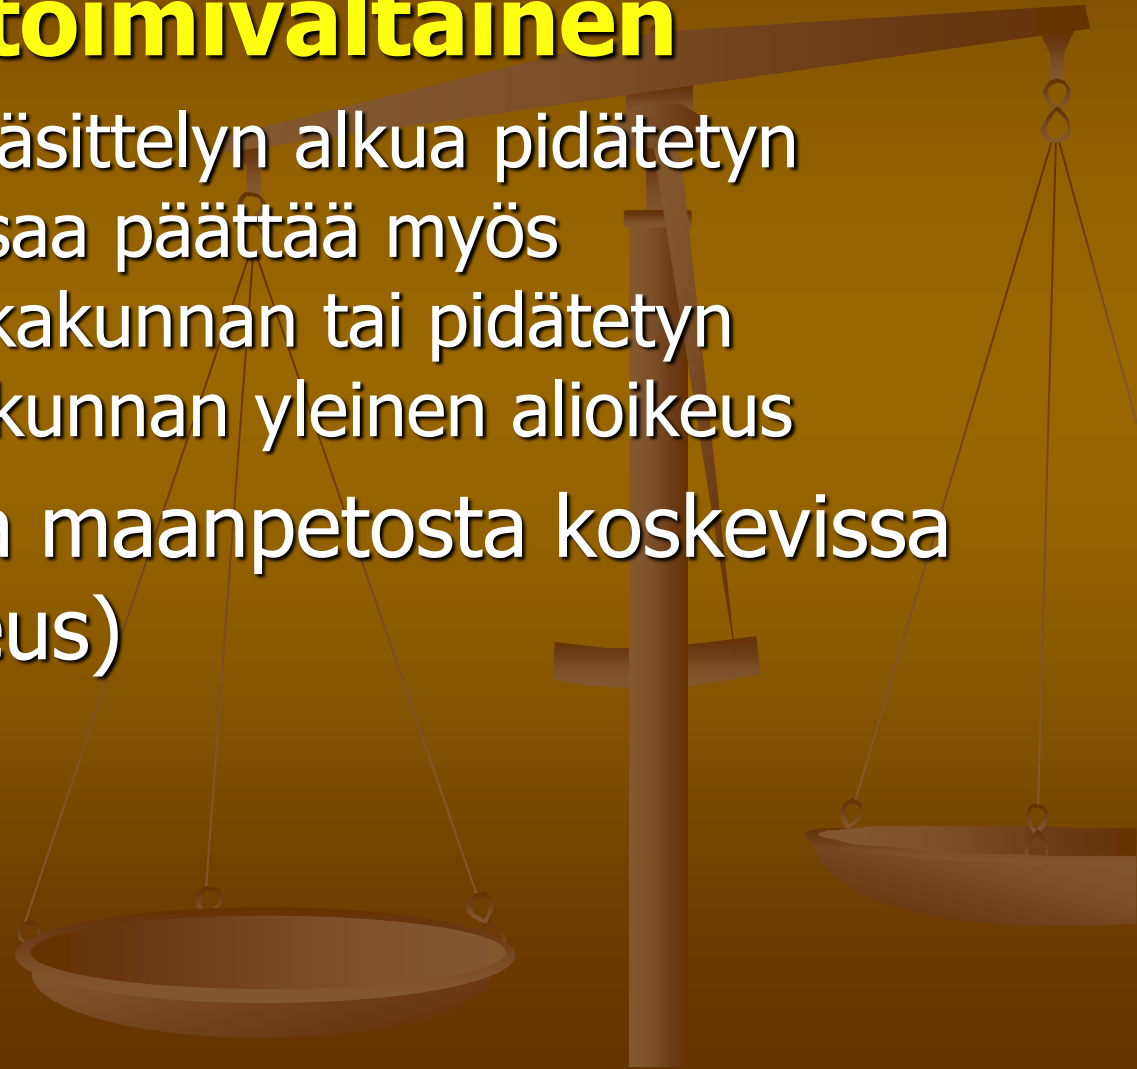 toimivaltainen
äsittelyn alkua pidätetyn
saa päättää myös
kakunnan tai pidätetyn
kunnan yleinen alioikeus
a maanpetosta koskevissa
eus)